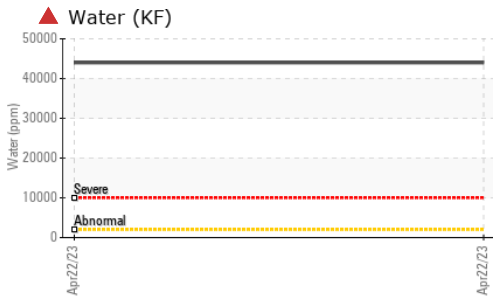 Water (KF)
50000
40000
30000
20000
10000
0
Water (ppm)
Severe
Abnormal
Apr22/23
Apr22/23